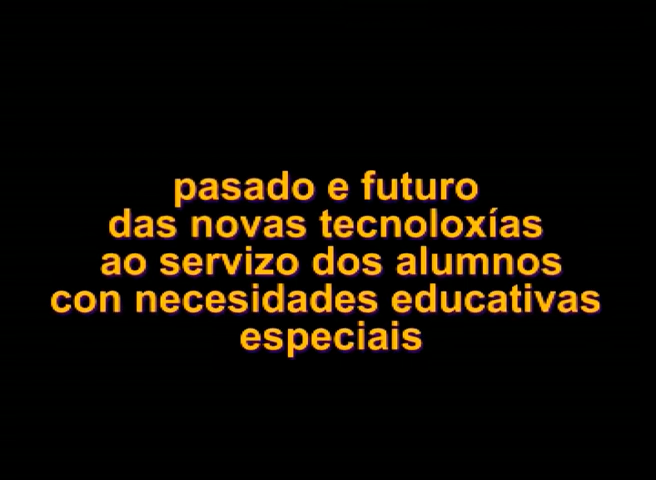 pasado e futuro
das novas tecnoloxías
ao servizo dos alumnos
con necesidades educativas
especiais